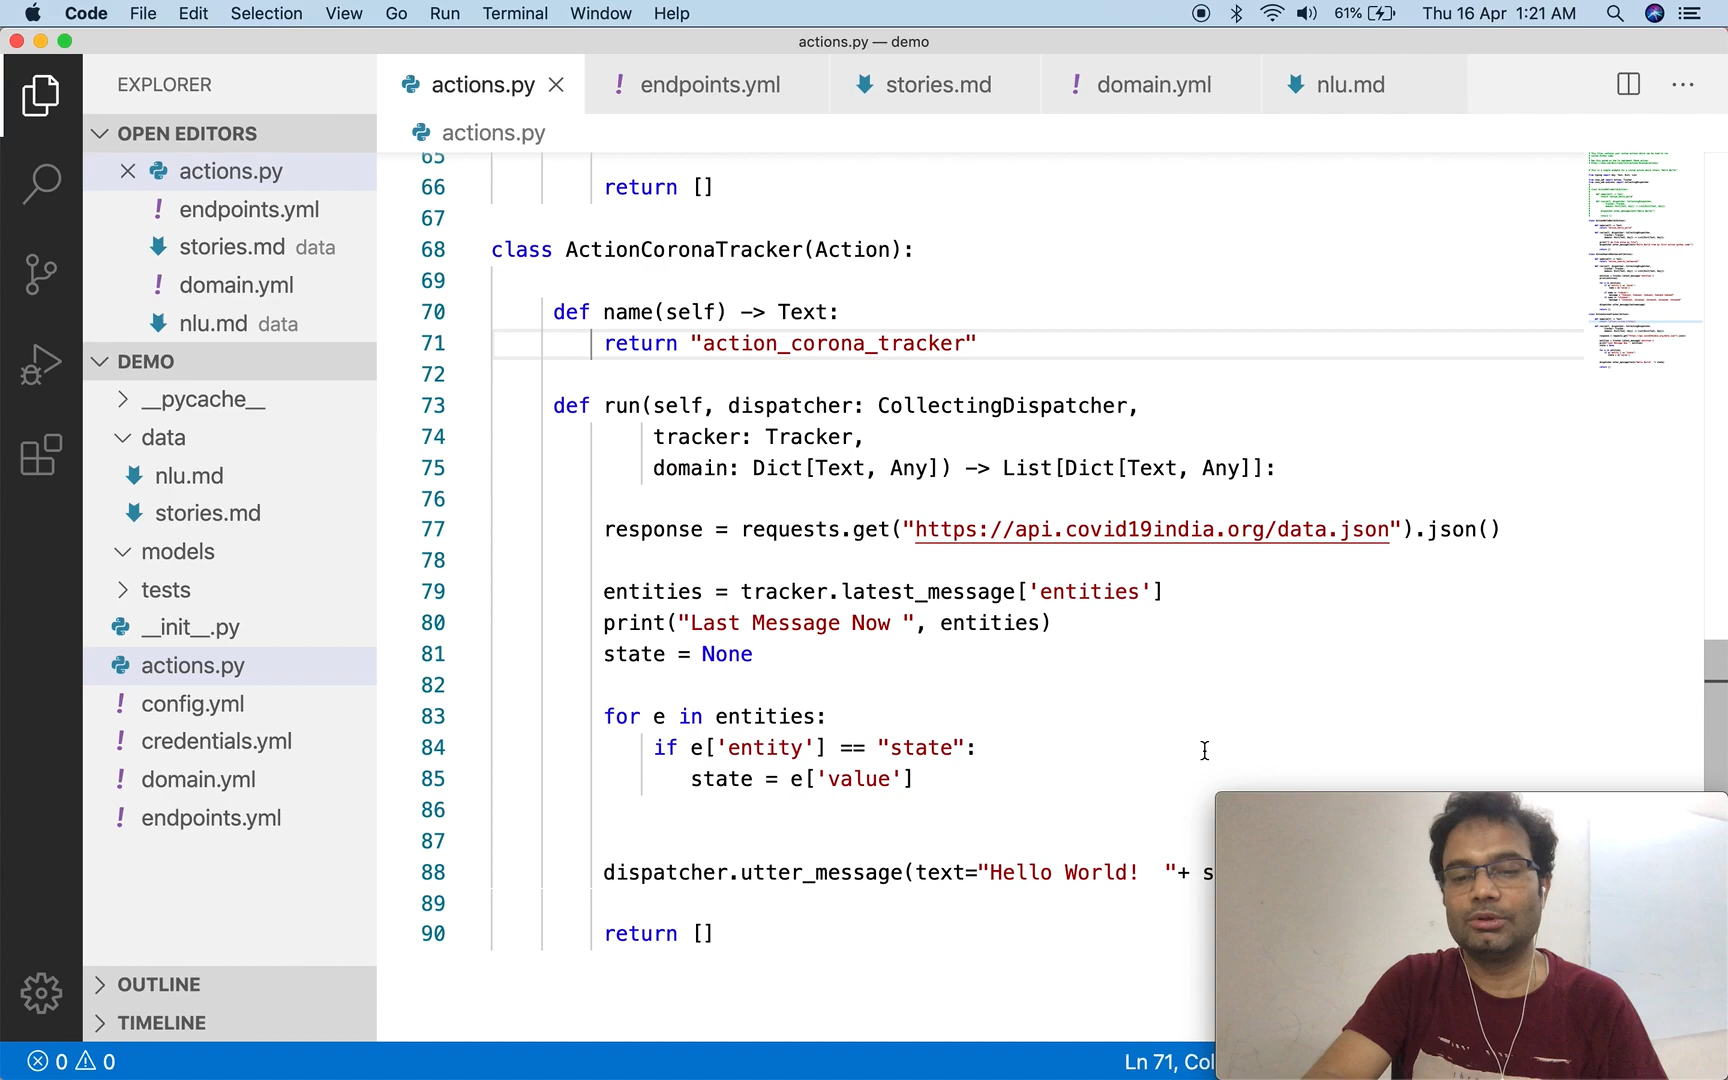 Code File Edit Selection View Go Run Terminal Window Help 61% Thu 16 Apr 1:21 AM
actions.py — demo
EXPLORER
actions.py endpoints.yml stories.md domain.yml nlu.md
OPEN EDITORS
actions.py
endpoints.yml
stories.md data
domain.yml
nlu.md data
DEMO
__pycache__
data
nlu.md
stories.md
models
tests
__init__.py
actions.py
config.yml
credentials.yml
domain.yml
endpoints.yml
OUTLINE
TIMELINE
actions.py
65
66 return []
67
68 class ActionCoronaTracker(Action):
69
70 def name(self) -> Text:
71 return "action_corona_tracker"
72
73 def run(self, dispatcher: CollectingDispatcher,
74 tracker: Tracker,
75 domain: Dict[Text, Any]) -> List[Dict[Text, Any]]:
76
77 response = requests.get("https://api.covid19india.org/data.json").json()
78
79 entities = tracker.latest_message['entities']
80 print("Last Message Now ", entities)
81 state = None
82
83 for e in entities:
84 if e['entity'] == "state":
85 state = e['value']
86
87
88 dispatcher.utter_message(text="Hello World!  "+ s
89
90 return []
0 0
Ln 71, Col